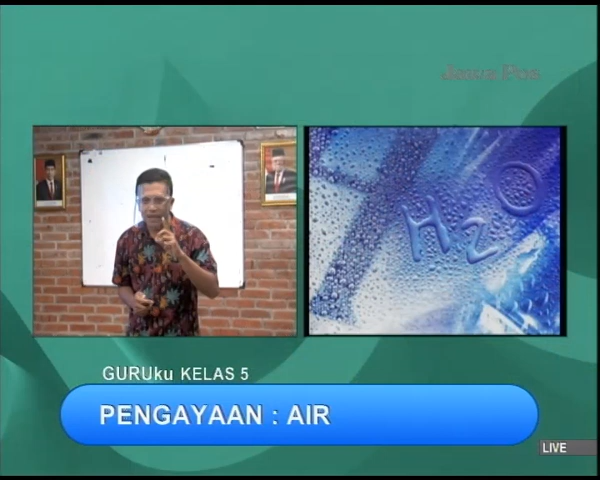 Jawa Pos
H2O
GURUku KELAS 5
PENGAYAAN : AIR
LIVE